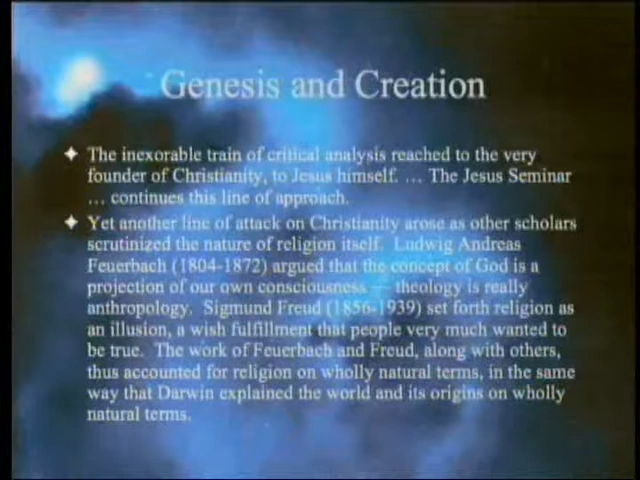 Genesis and Creation
The inexorable train of critical analysis reached to the very
founder of Christianity, to Jesus himself. … The Jesus Seminar
… continues this line of approach.
Yet another line of attack on Christianity arose as other scholars
scrutinized the nature of religion itself. Ludwig Andreas
Feuerbach (1804-1872) argued that the concept of God is a
projection of our own consciousness — theology is really
anthropology. Sigmund Freud (1856-1939) set forth religion as
an illusion, a wish fulfillment that people very much wanted to
be true. The work of Feuerbach and Freud, along with others,
thus accounted for religion on wholly natural terms, in the same
way that Darwin explained the world and its origins on wholly
natural terms.